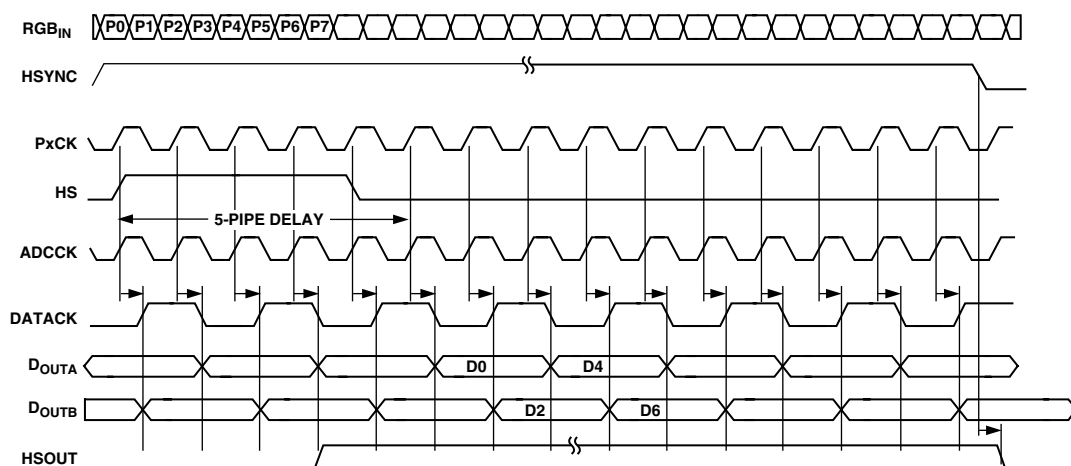 RGBIN P0 P1 P2 P3 P4 P5 P6 P7
HSYNC
PxCK
HS
5-PIPE DELAY
ADCCK
DATACK
DOUTA D0 D4
DOUTB D2 D6
HSOUT